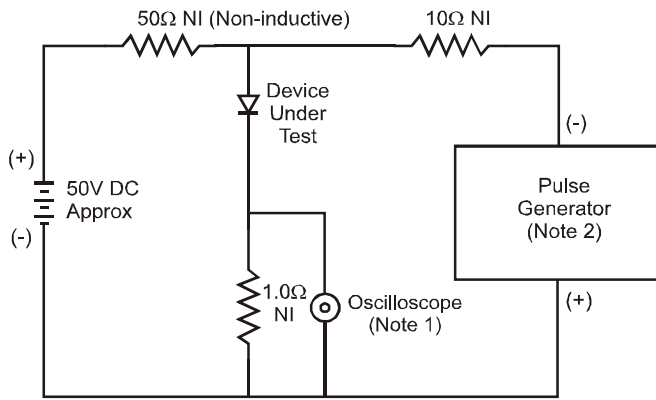 50Ω NI (Non-inductive)
10Ω NI
Device
Under
Test
(-)
(+)
50V DC
Approx
(-)
Pulse
Generator
(Note 2)
1.0Ω
NI
Oscilloscope
(Note 1)
(+)